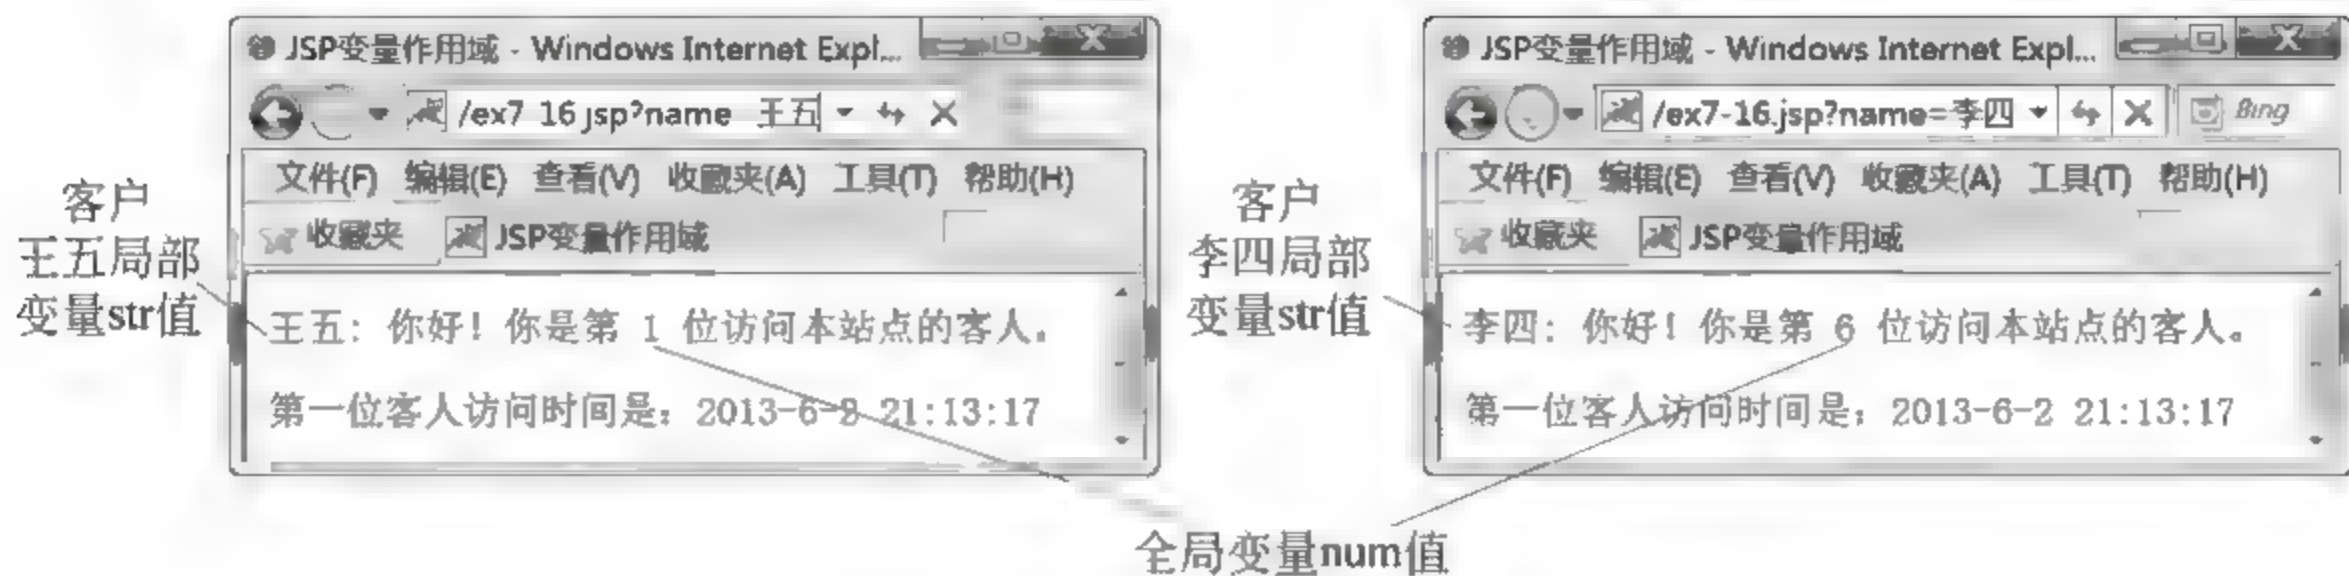 JSP变量作用域 - Windows Internet Expl...
/ex7 16 jsp?name 王五
文件(F) 编辑(E) 查看(V) 收藏夹(A) 工具(T) 帮助(H)
收藏夹 JSP变量作用域
客户
王五局部
变量str值
王五: 你好! 你是第 1 位访问本站点的客人。
第一位客人访问时间是: 2013-6-2 21:13:17
JSP变量作用域 - Windows Internet Expl...
/ex7-16.jsp?name=李四
Bing
文件(F) 编辑(E) 查看(V) 收藏夹(A) 工具(T) 帮助(H)
收藏夹 JSP变量作用域
客户
李四局部
变量str值
李四: 你好! 你是第 6 位访问本站点的客人。
第一位客人访问时间是: 2013-6-2 21:13:17
全局变量num值